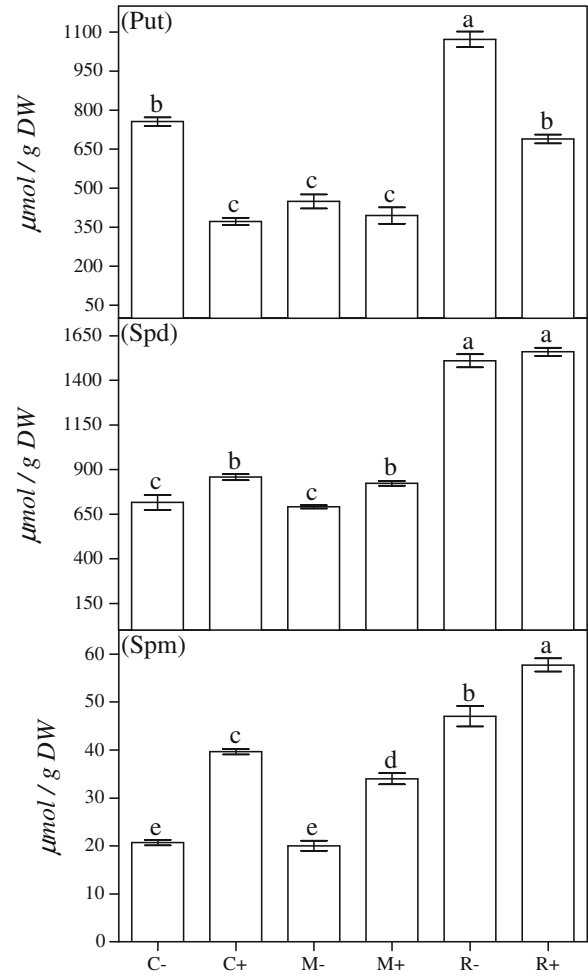 (Put)
1100
950
800
650
500
350
200
50
μmol / g DW
b
c
c
c
a
b
(Spd)
1650
1400
1150
900
650
400
150
μmol / g DW
c
b
c
b
a
a
(Spm)
60
50
40
30
20
10
0
μmol / g DW
e
c
e
d
b
a
C- C+ M- M+ R- R+